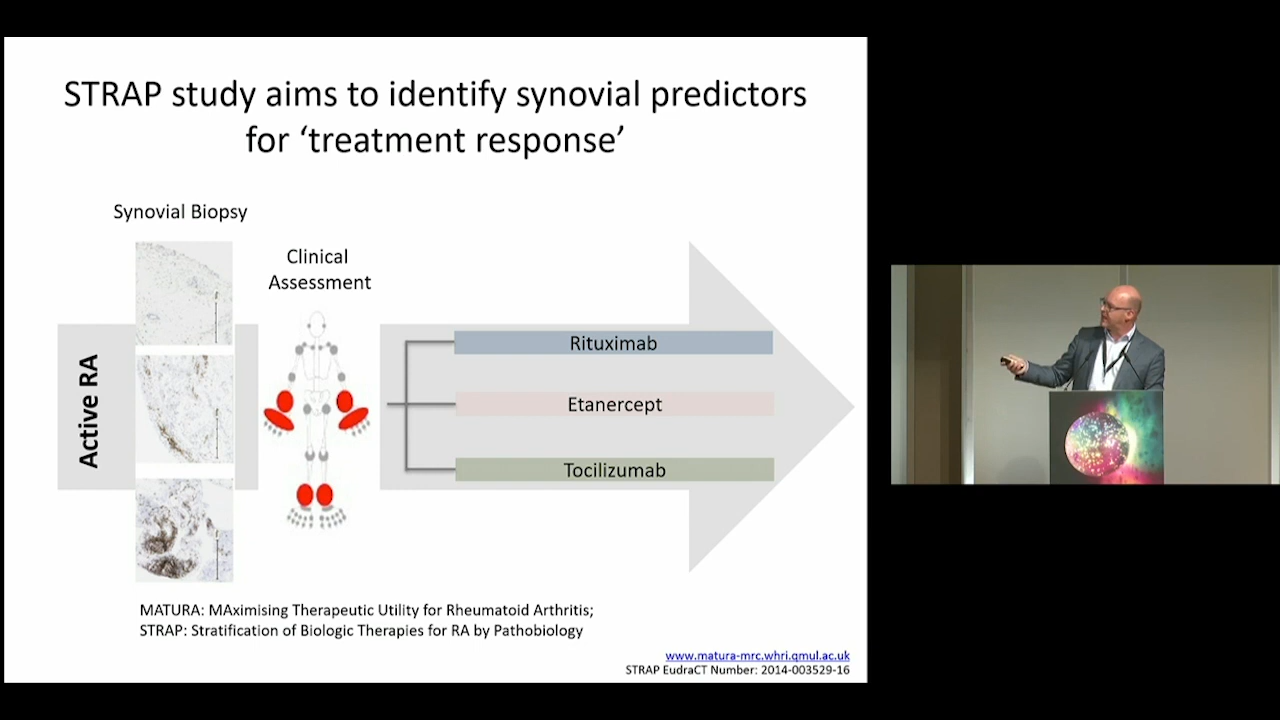 STRAP study aims to identify synovial predictors
for ‘treatment response’
Synovial Biopsy
Clinical
Assessment
Active RA
Rituximab
Etanercept
Tocilizumab
MATURA: MAximising Therapeutic Utility for Rheumatoid Arthritis;
STRAP: Stratification of Biologic Therapies for RA by Pathobiology
www.matura-mrc.whri.qmul.ac.uk
STRAP EudraCT Number: 2014-003529-16